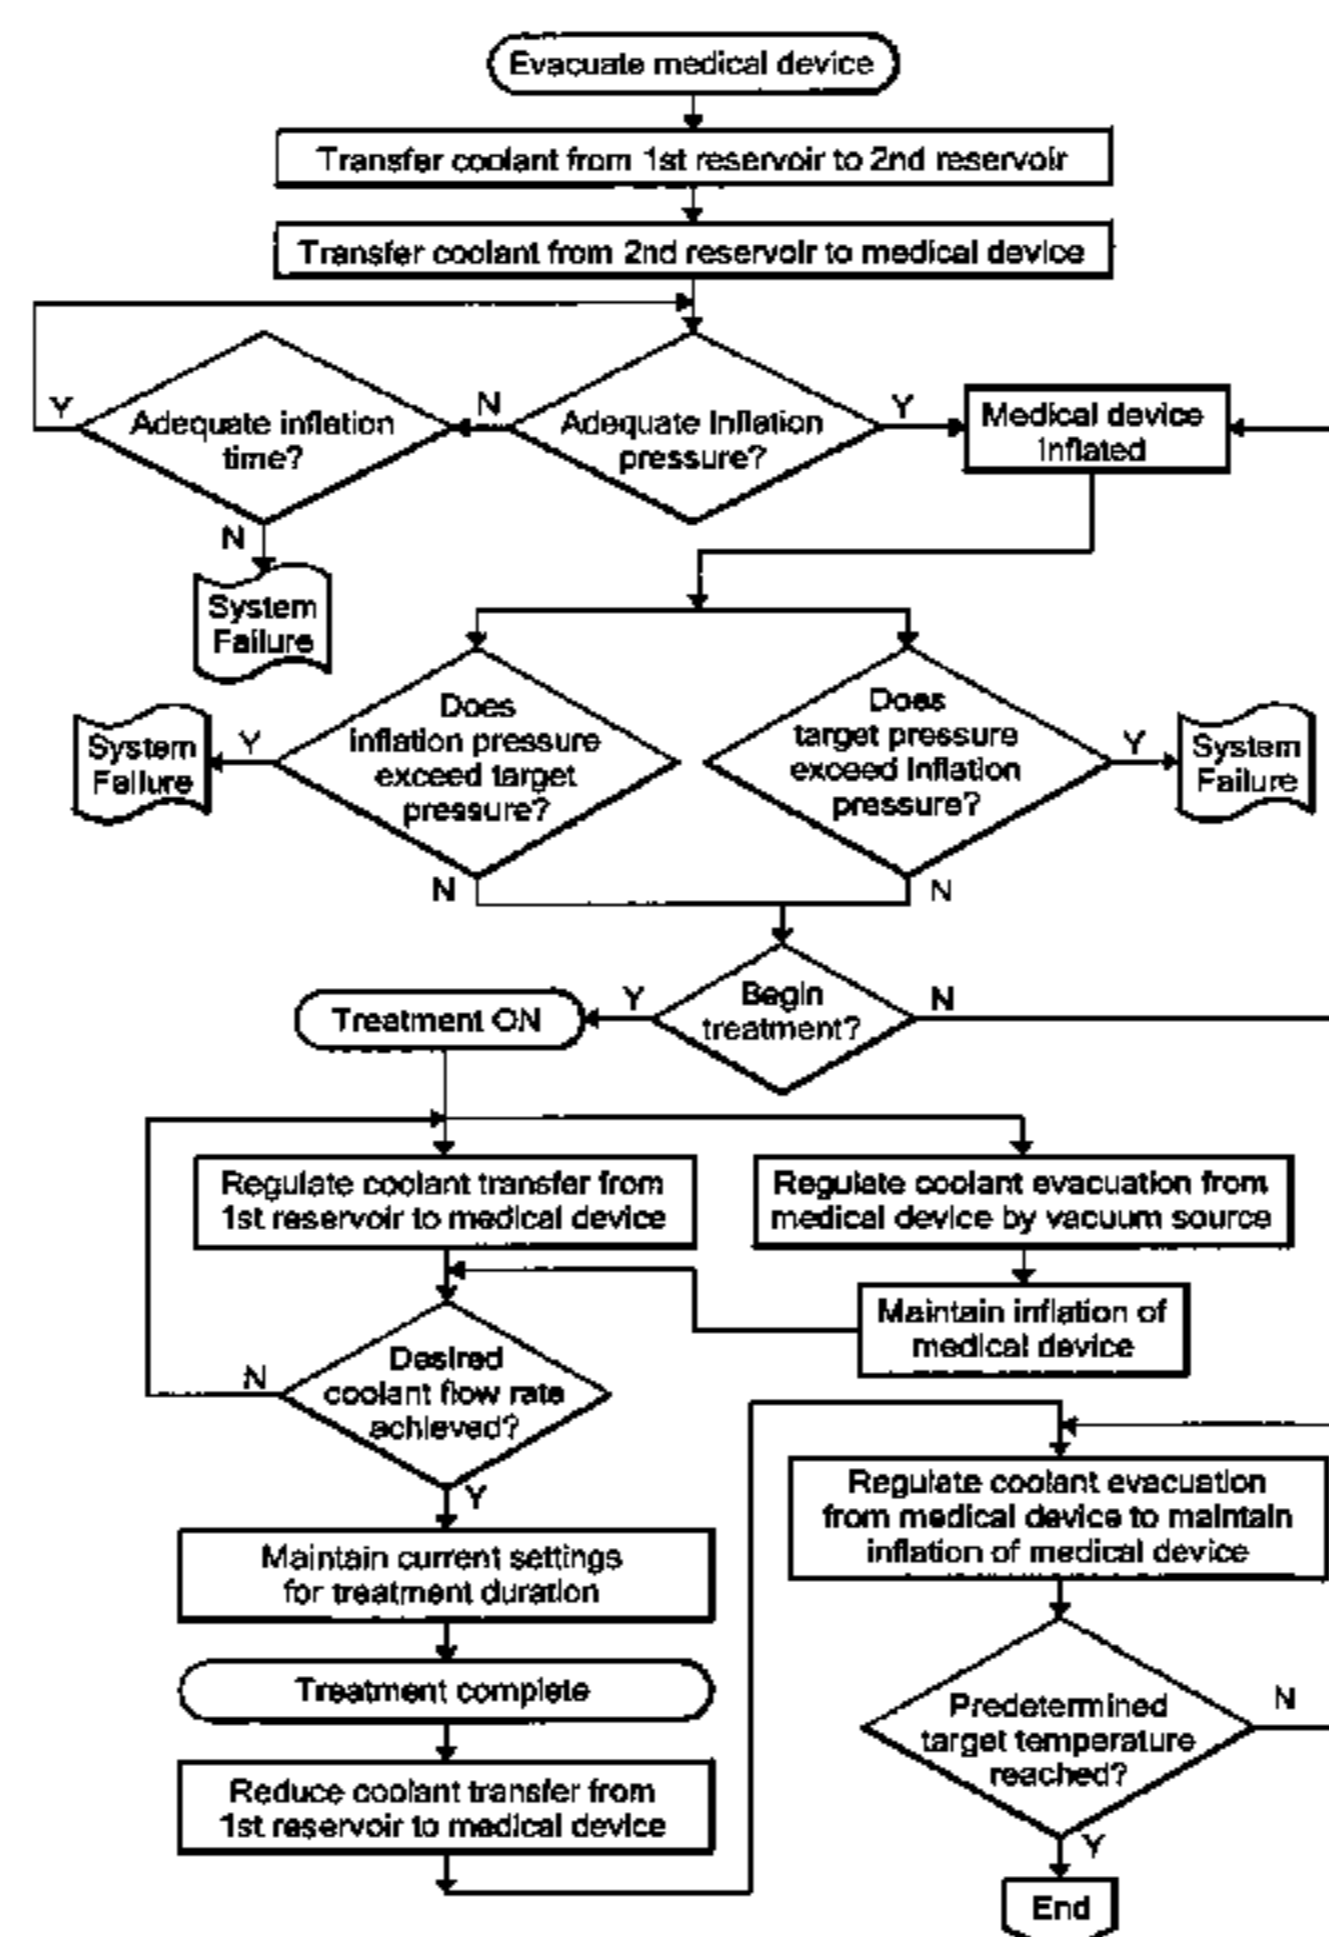 Evacuate medical device
Transfer coolant from 1st reservoir to 2nd reservoir
Transfer coolant from 2nd reservoir to medical device
Y
Adequate inflation
time?
N
Adequate inflation
pressure?
Y
Medical device
inflated
N
System
Failure
System
Failure
Y
Does
inflation pressure
exceed target
pressure?
Does
target pressure
exceed inflation
pressure?
Y
System
Failure
N
N
Treatment ON
Y
Begin
treatment?
N
Regulate coolant transfer from
1st reservoir to medical device
Regulate coolant evacuation from
medical device by vacuum source
Maintain inflation of
medical device
N
Desired
coolant flow rate
achieved?
Y
Regulate coolant evacuation
from medical device to maintain
inflation of medical device
Maintain current settings
for treatment duration
Treatment complete
Reduce coolant transfer from
1st reservoir to medical device
Predetermined
target temperature
reached?
N
Y
End